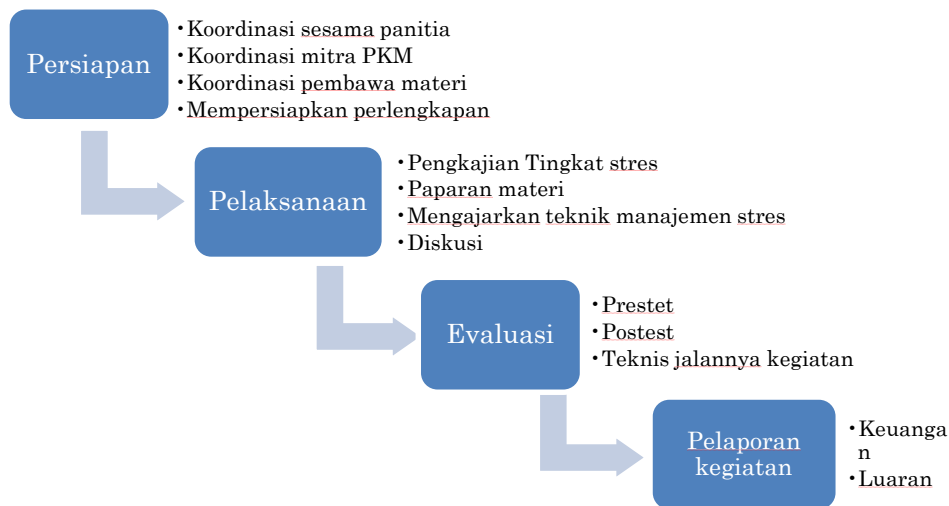 Persiapan
•Koordinasi sesama panitia
•Koordinasi mitra PKM
•Koordinasi pembawa materi
•Mempersiapkan perlengkapan
Pelaksanaan
•Pengkajian Tingkat stres
•Paparan materi
•Mengajarkan teknik manajemen stres
•Diskusi
Evaluasi
•Prestet
•Postest
•Teknis jalannya kegiatan
Pelaporan
kegiatan
•Keuanga
n
•Luaran